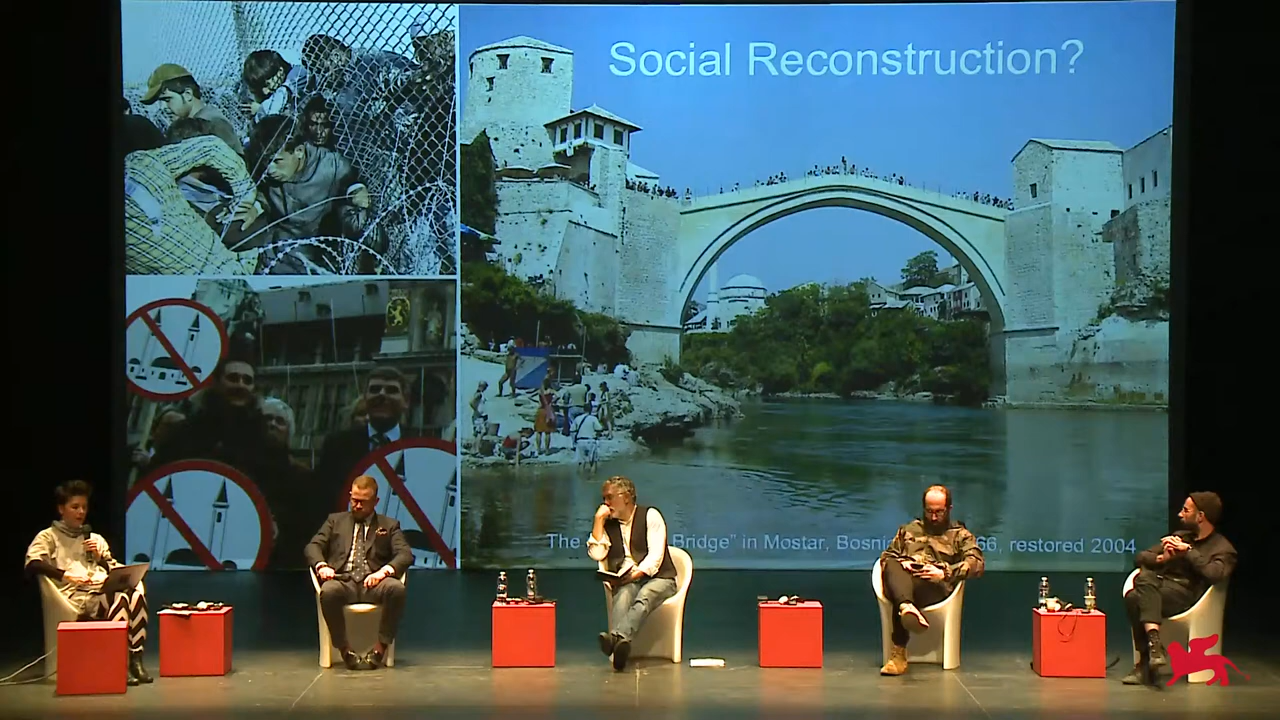 Social Reconstruction?
The Bridge” in Mostar, Bosni 66, restored 2004